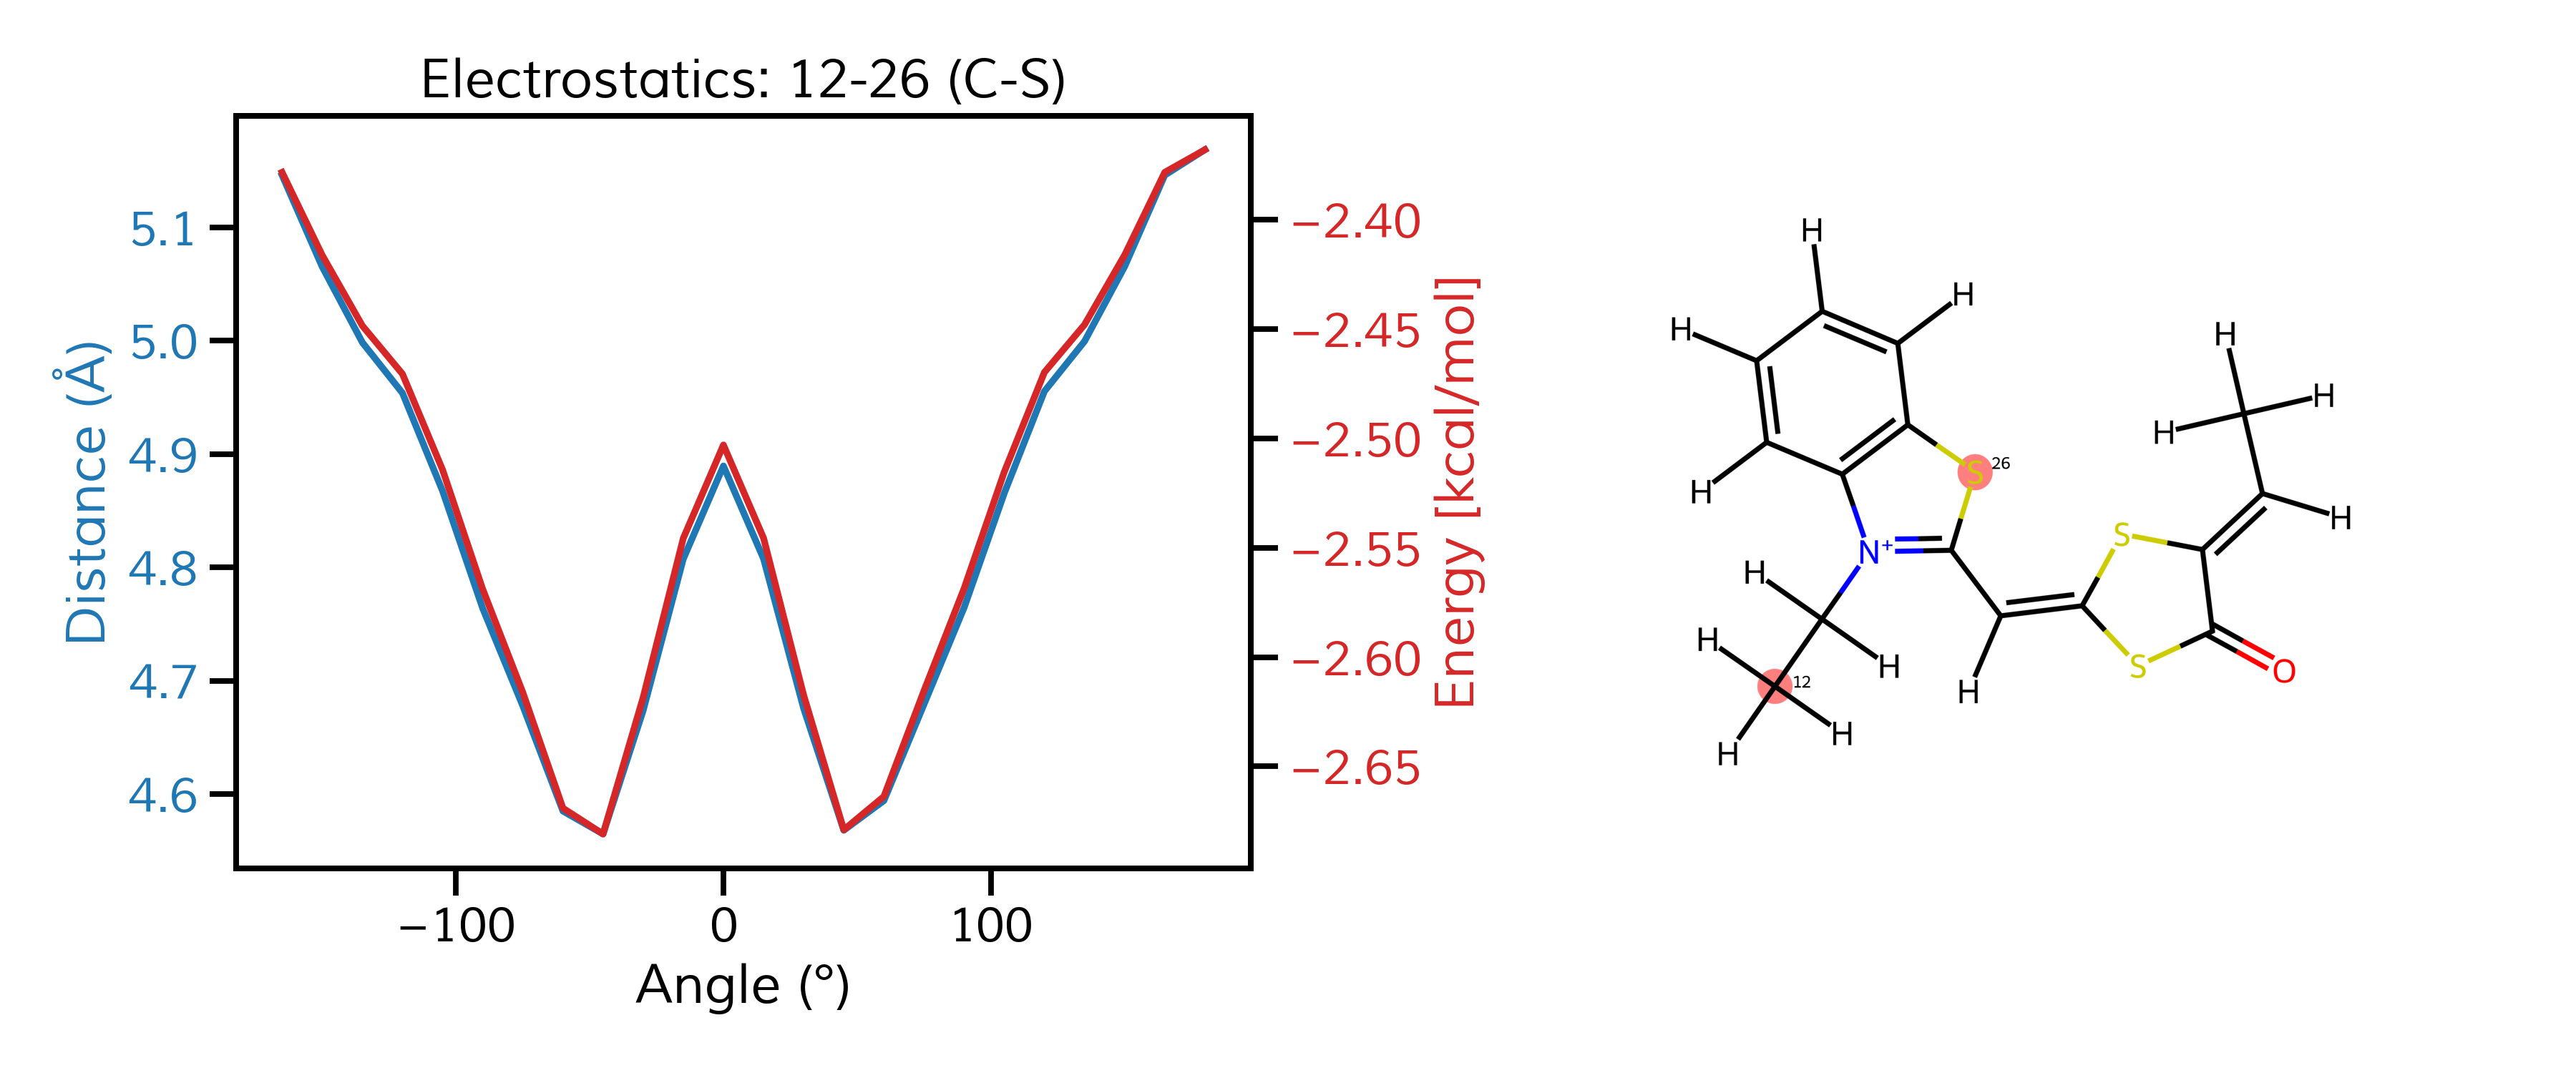 Electrostatics: 12-26 (C-S)
Distance (Å)
5.1
5.0
4.9
4.8
4.7
4.6
−100
0
100
Angle (°)
−2.40
−2.45
−2.50
−2.55
−2.60
−2.65
Energy [kcal/mol]
H
H
H
H
H
H
H
S 26
H
S
N+
H
H
H
S
O
12
H
H
H
H